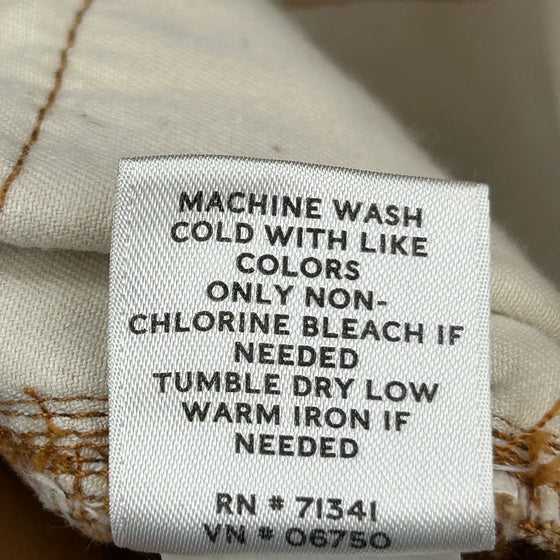 MACHINE WASH
COLD WITH LIKE
COLORS
ONLY NON-
CHLORINE BLEACH IF
NEEDED
TUMBLE DRY LOW
WARM IRON IF
NEEDED
RN # 71341
VN # 06750